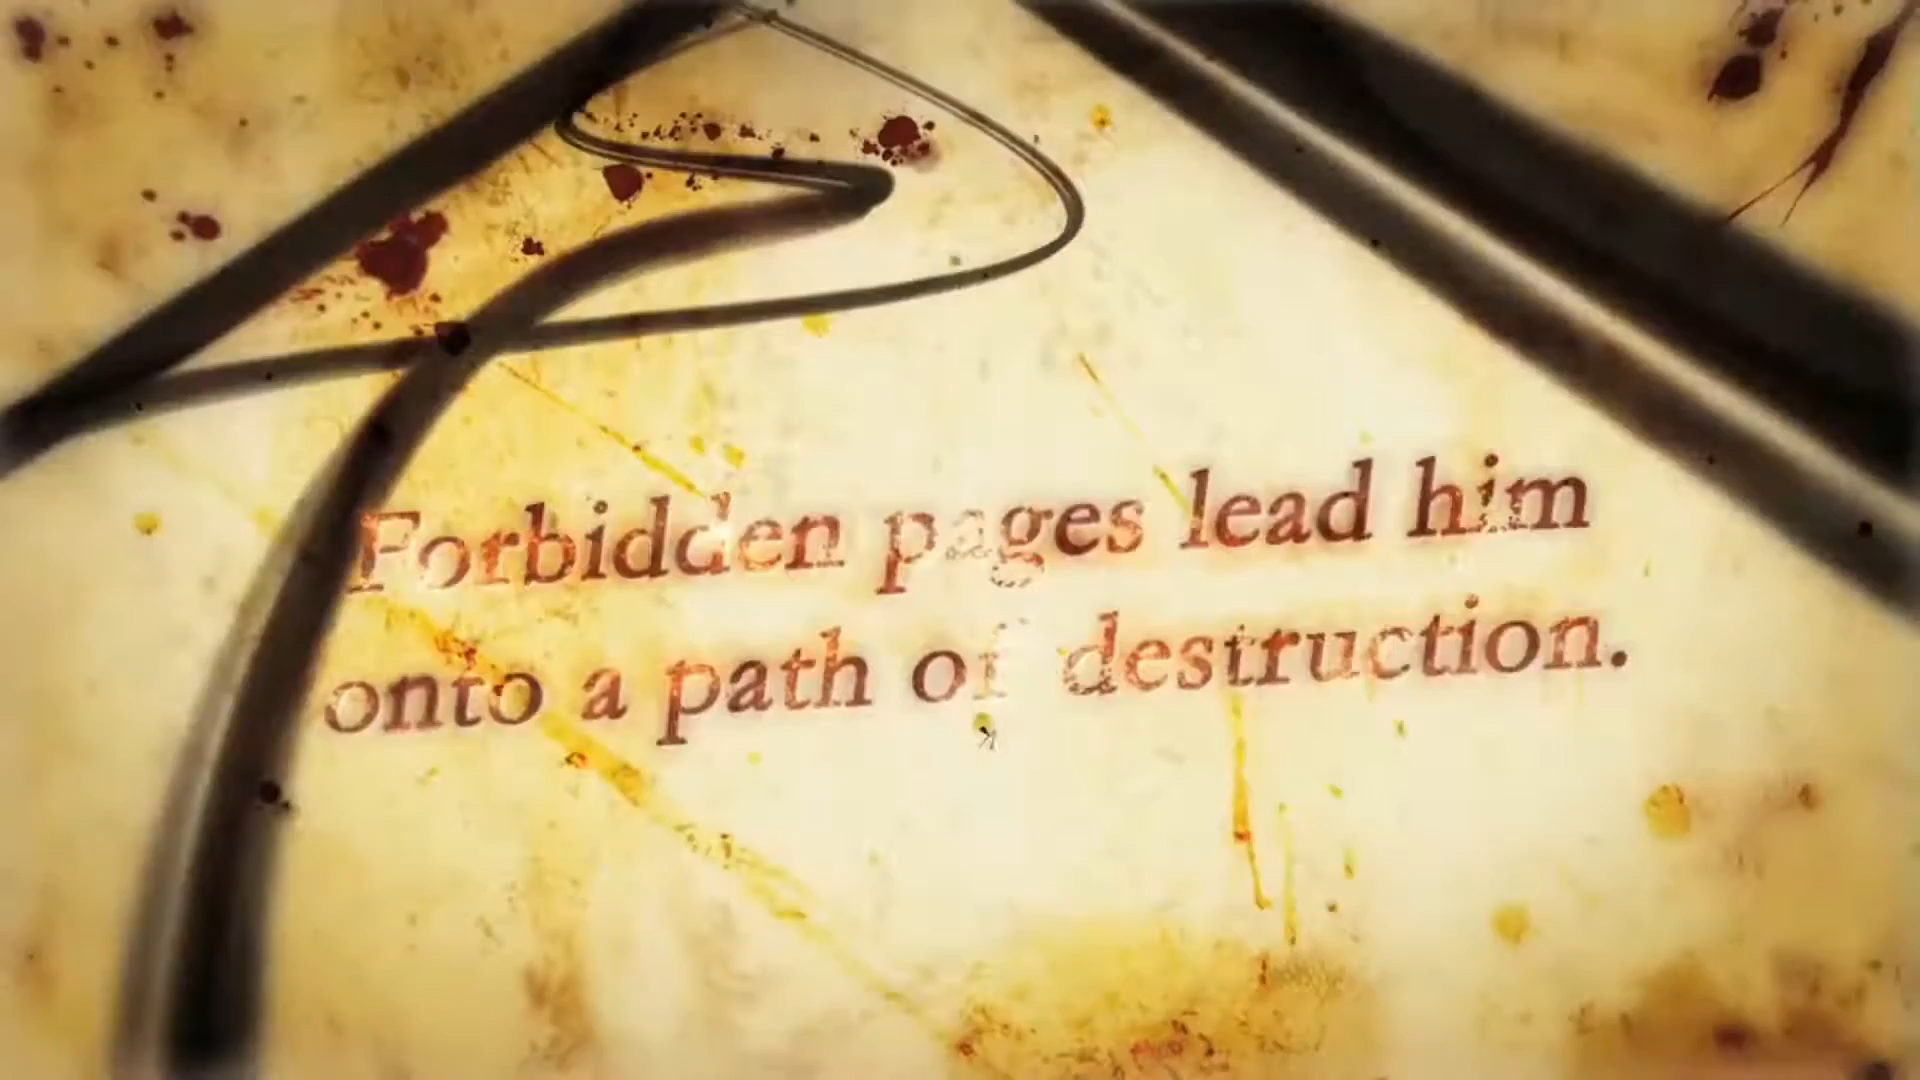 Forbidden pages lead him
onto a path of destruction.